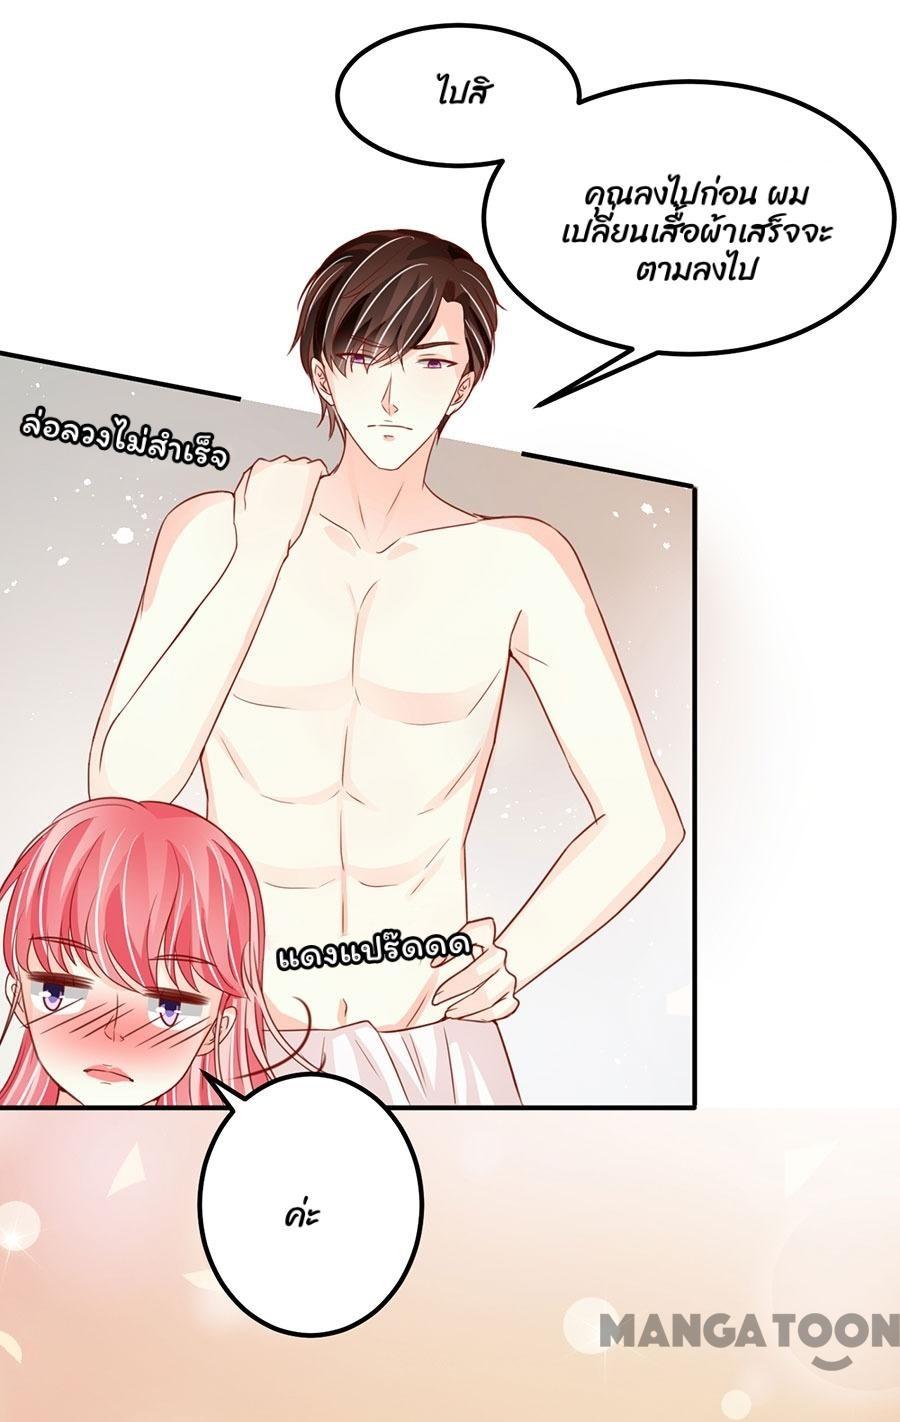 ไปสิ
คุณลงไปก่อน ผม
เปลี่ยนเสื้อผ้าเสร็จจะ
ตามลงไป
ล่อลวงไม่สำเร็จ
แดงแปร๊ดดด
ค่ะ
MANGATOON